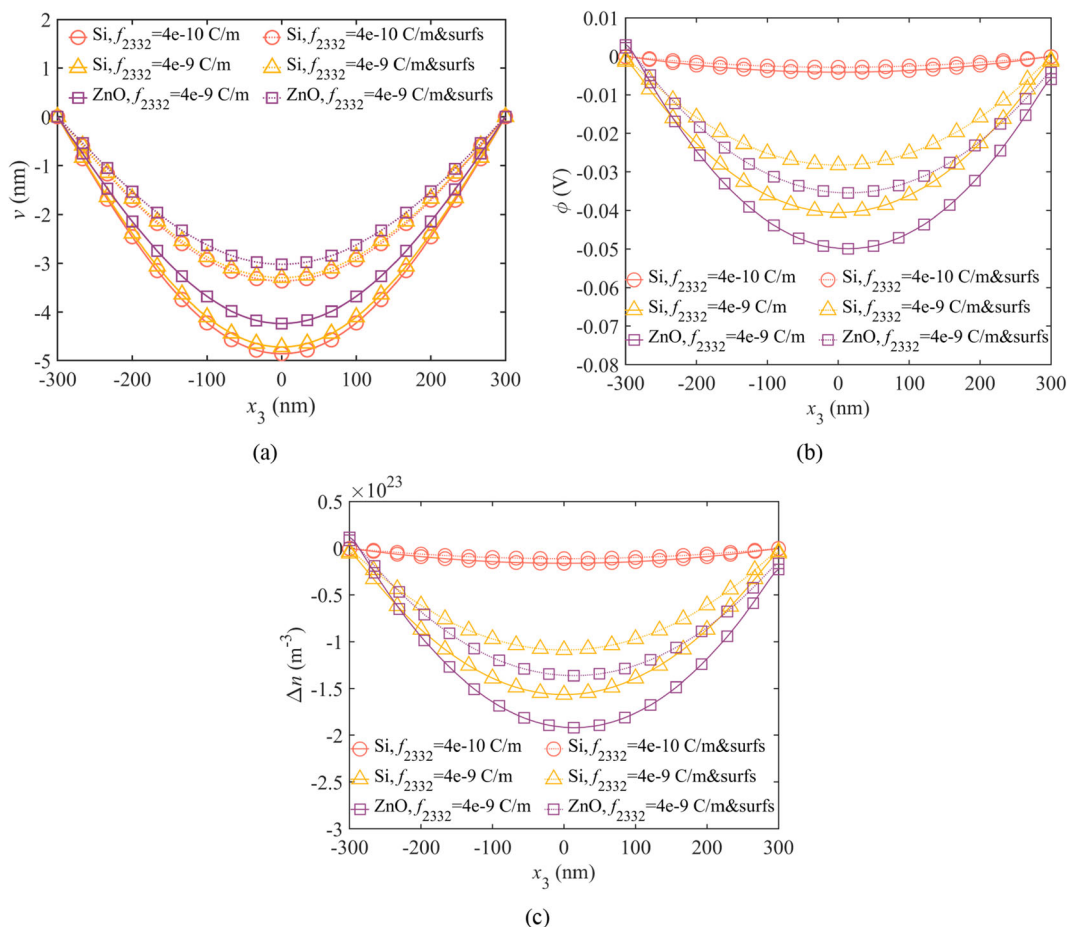 2
1
0
-1
-2
-3
-4
-5
v (nm)
Si, f2332=4e-10 C/m
Si, f2332=4e-10 C/m&surfs
Si, f2332=4e-9 C/m
Si, f2332=4e-9 C/m&surfs
ZnO, f2332=4e-9 C/m
ZnO, f2332=4e-9 C/m&surfs
-300 -200 -100 0 100 200 300
x3 (nm)
(a)
0.01
0
-0.01
-0.02
-0.03
-0.04
-0.05
-0.06
-0.07
-0.08
ϕ (V)
Si, f2332=4e-10 C/m
Si, f2332=4e-10 C/m&surfs
Si, f2332=4e-9 C/m
Si, f2332=4e-9 C/m&surfs
ZnO, f2332=4e-9 C/m
ZnO, f2332=4e-9 C/m&surfs
-300 -200 -100 0 100 200 300
x3 (nm)
(b)
×10^23
0.5
0
-0.5
-1
-1.5
-2
-2.5
-3
Δn (m^-3)
Si, f2332=4e-10 C/m
Si, f2332=4e-10 C/m&surfs
Si, f2332=4e-9 C/m
Si, f2332=4e-9 C/m&surfs
ZnO, f2332=4e-9 C/m
ZnO, f2332=4e-9 C/m&surfs
-300 -200 -100 0 100 200 300
x3 (nm)
(c)